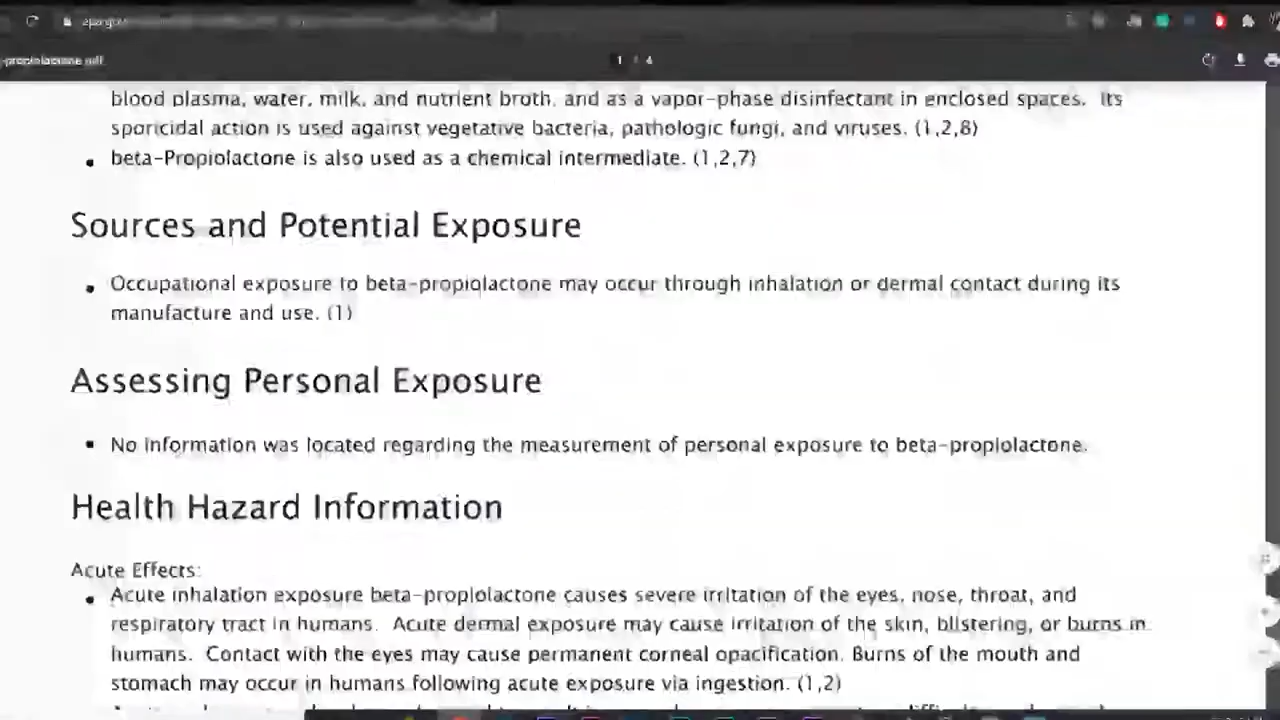 -propiolactone.pdf
1 / 4
blood plasma, water, milk, and nutrient broth, and as a vapor-phase disinfectant in enclosed spaces. Its
sporicidal action is used against vegetative bacteria, pathologic fungi, and viruses. (1,2,8)
• beta-Propiolactone is also used as a chemical intermediate. (1,2,7)
Sources and Potential Exposure
• Occupational exposure to beta-propiolactone may occur through inhalation or dermal contact during its
manufacture and use. (1)
Assessing Personal Exposure
• No information was located regarding the measurement of personal exposure to beta-propiolactone.
Health Hazard Information
Acute Effects:
• Acute inhalation exposure beta-propiolactone causes severe irritation of the eyes, nose, throat, and
respiratory tract in humans. Acute dermal exposure may cause irritation of the skin, blistering, or burns in
humans. Contact with the eyes may cause permanent corneal opacification. Burns of the mouth and
stomach may occur in humans following acute exposure via ingestion. (1,2)